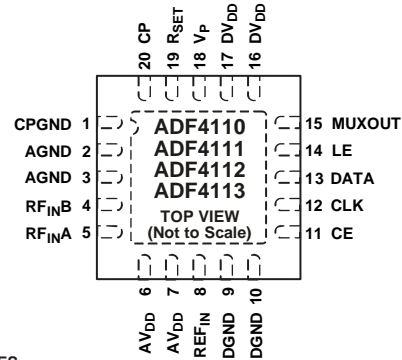 20 CP
19 RSET
18 VP
17 DVDD
16 DVDD
CPGND 1
AGND 2
AGND 3
RFINB 4
RFINA 5
ADF4110
ADF4111
ADF4112
ADF4113
TOP VIEW
(Not to Scale)
15 MUXOUT
14 LE
13 DATA
12 CLK
11 CE
6 AVDD
7 AVDD
8 REFIN
9 DGND
10 DGND